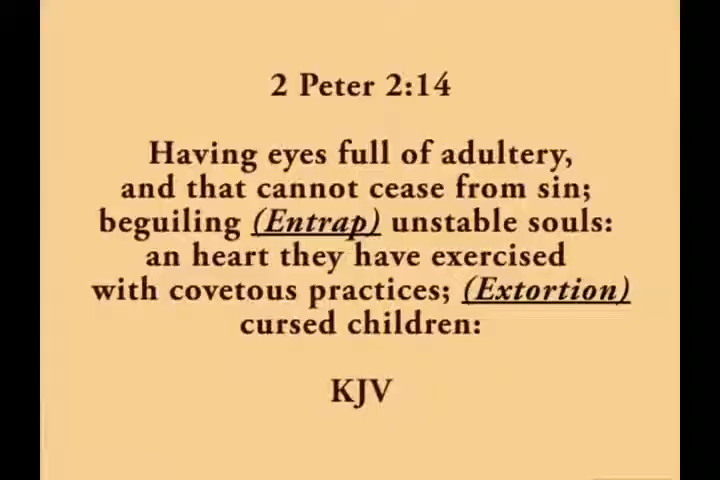 2 Peter 2:14
Having eyes full of adultery,
and that cannot cease from sin;
beguiling (Entrap) unstable souls:
an heart they have exercised
with covetous practices; (Extortion)
cursed children:
KJV